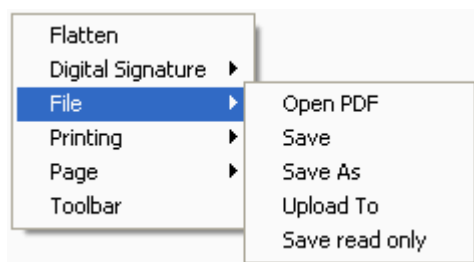 Flatten
Digital Signature
File
Printing
Page
Toolbar
Open PDF
Save
Save As
Upload To
Save read only